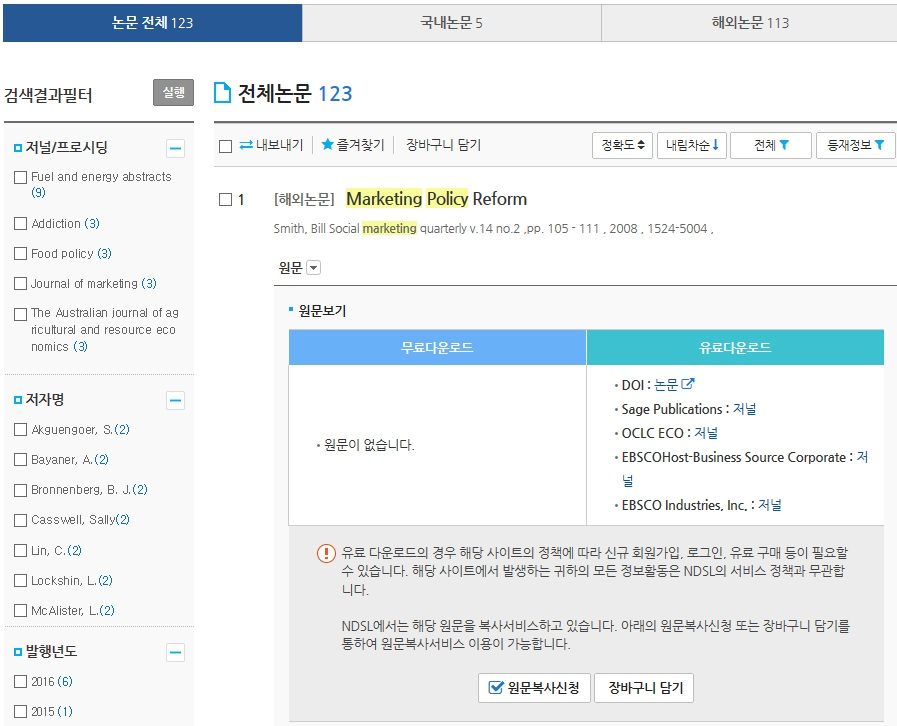 논문 전체 123
국내논문 5
해외논문 113
검색결과필터
실행
저널/프로시딩
Fuel and energy abstracts
(9)
Addiction (3)
Food policy (3)
Journal of marketing (3)
The Australian journal of ag
ricultural and resource eco
nomics (3)
저자명
Akguengoer, S.(2)
Bayaner, A.(2)
Bronnenberg, B. J.(2)
Casswell, Sally(2)
Lin, C.(2)
Lockshin, L.(2)
McAlister, L.(2)
발행년도
2016 (6)
2015 (1)
전체논문 123
내보내기
즐겨찾기
장바구니 담기
정확도
내림차순
전체
등재정보
1 [해외논문] Marketing Policy Reform
Smith, Bill Social marketing quarterly v.14 no.2 ,pp. 105 - 111 , 2008 , 1524-5004 ,
원문
원문보기
무료다운로드
유료다운로드
• 원문이 없습니다.
• DOI : 논문
• Sage Publications : 저널
• OCLC ECO : 저널
• EBSCOHost-Business Source Corporate : 저
널
• EBSCO Industries, Inc. : 저널
유료 다운로드의 경우 해당 사이트의 정책에 따라 신규 회원가입, 로그인, 유료 구매 등이 필요할
수 있습니다. 해당 사이트에서 발생하는 귀하의 모든 정보활동은 NDSL의 서비스 정책과 무관합
니다.
NDSL에서는 해당 원문을 복사서비스하고 있습니다. 아래의 원문복사신청 또는 장바구니 담기를
통하여 원문복사서비스 이용이 가능합니다.
원문복사신청
장바구니 담기